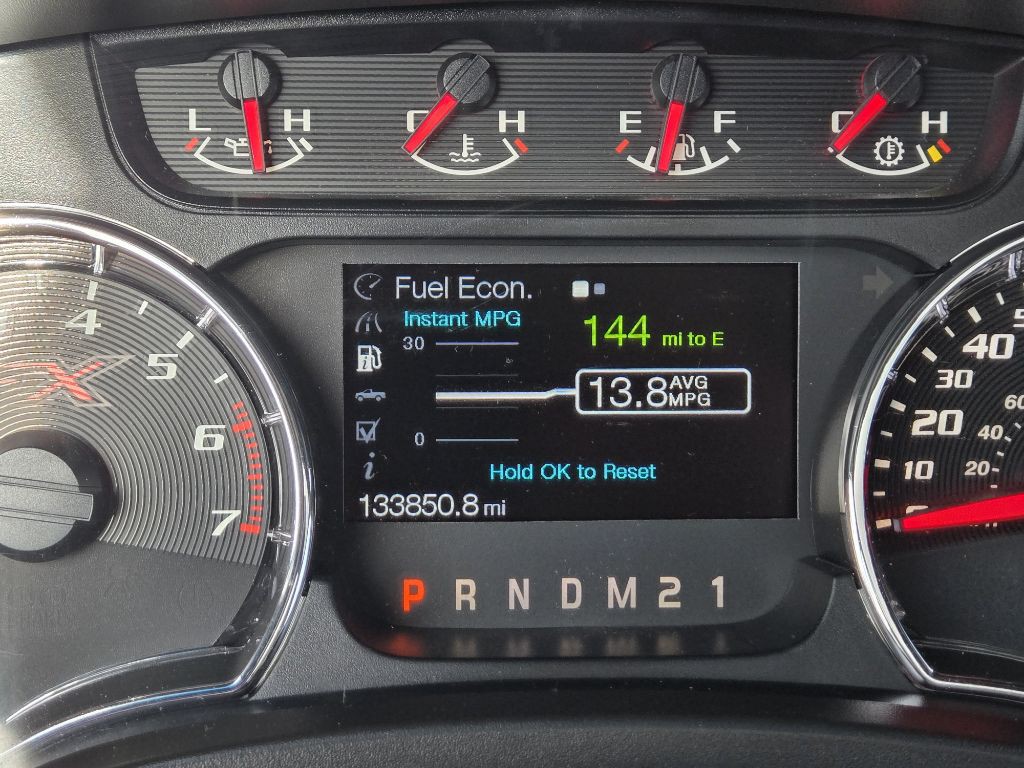 L H C H E F C H
Fuel Econ.
Instant MPG
144 mi to E
30
13.8 AVG MPG
0
i
Hold OK to Reset
133850.8 mi
P R N D M 2 1
4
5
6
7
X
40
30
20
10
0
60
40
20